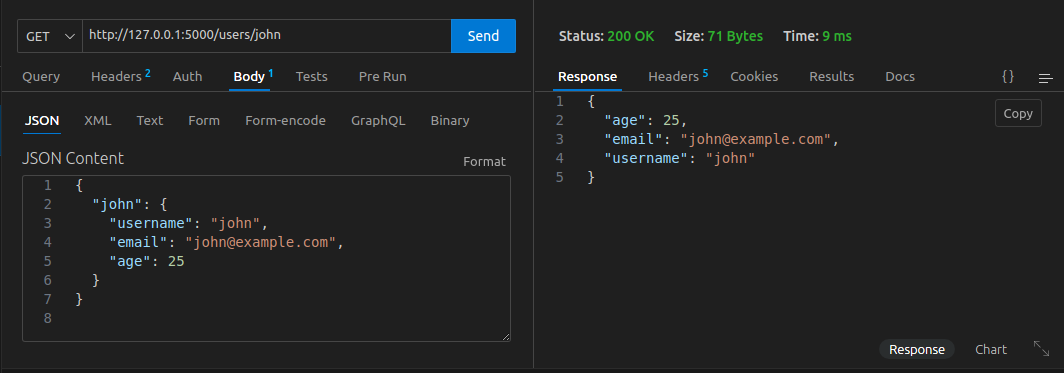 GET http://127.0.0.1:5000/users/john Send
Query Headers 2 Auth Body 1 Tests Pre Run
JSON XML Text Form Form-encode GraphQL Binary
JSON Content Format
1 {
2 "john": {
3 "username": "john",
4 "email": "john@example.com",
5 "age": 25
6 }
7 }
8
Status: 200 OK Size: 71 Bytes Time: 9 ms
Response Headers 5 Cookies Results Docs {}
1 {
Copy
2 "age": 25,
3 "email": "john@example.com",
4 "username": "john"
5 }
Response Chart